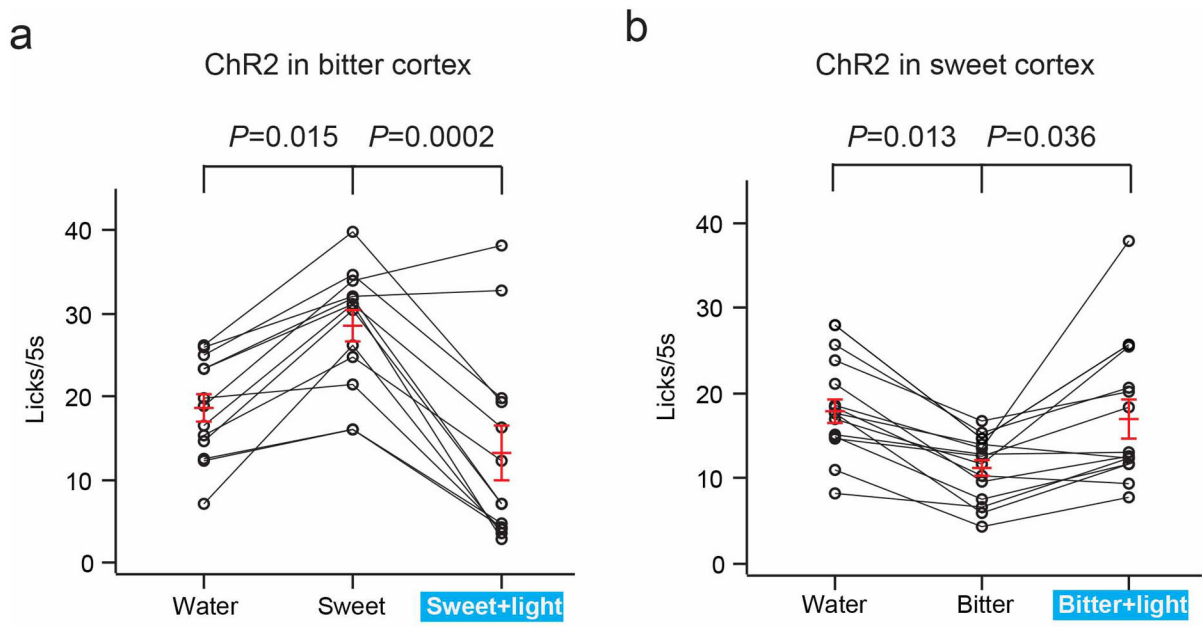 a
ChR2 in bitter cortex
P=0.015
P=0.0002
Licks/5s
40
30
20
10
0
Water
Sweet
Sweet+light
b
ChR2 in sweet cortex
P=0.013
P=0.036
Licks/5s
40
30
20
10
0
Water
Bitter
Bitter+light